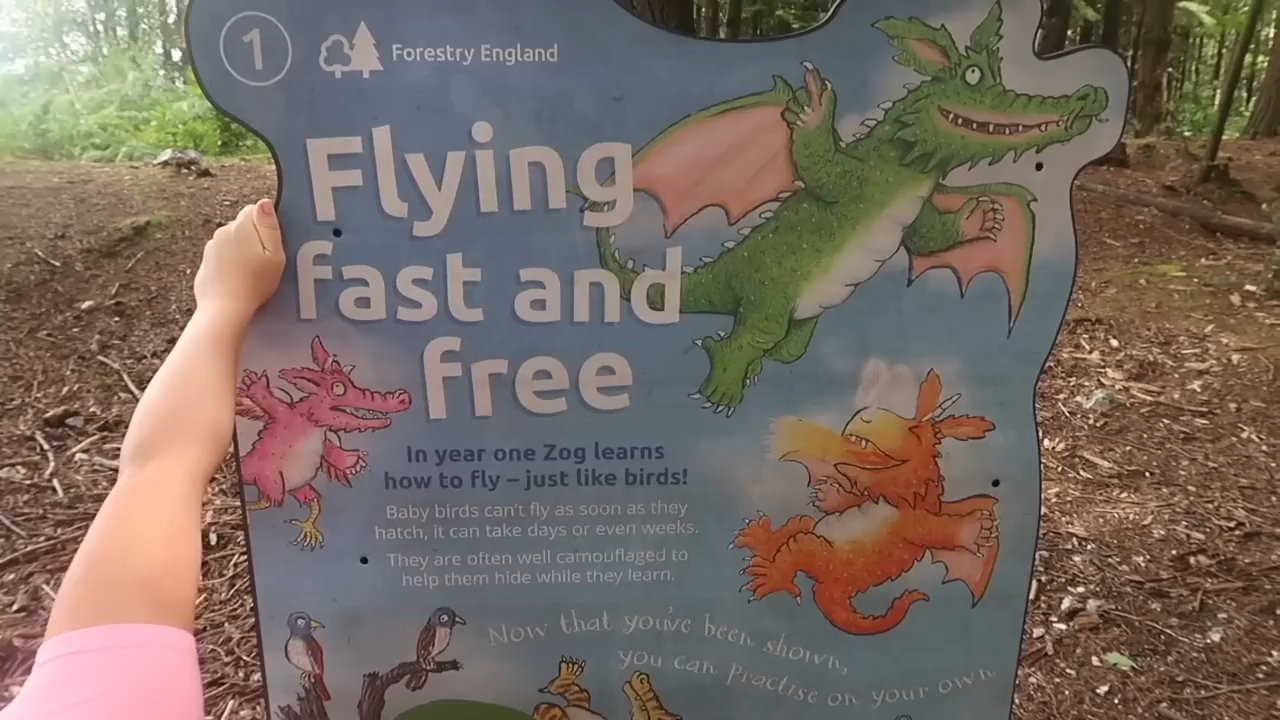 1
Forestry England
Flying
fast and
free
In year one Zog learns
how to fly – just like birds!
Baby birds can't fly as soon as they
hatch, it can take days or even weeks.
They are often well camouflaged to
help them hide while they learn.
Now that you've been shown,
you can practise on your own